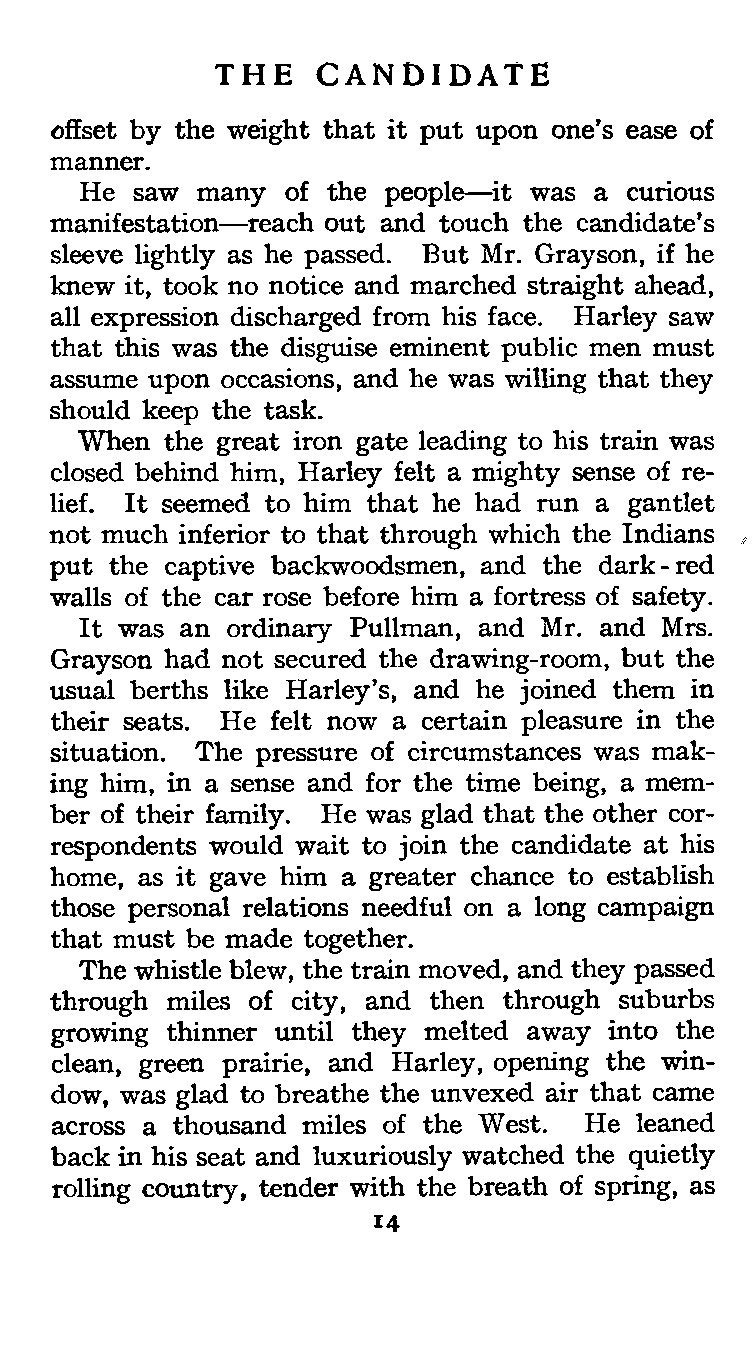 THE CANDIDATE
offset by the weight that it put upon one's ease of
manner.
He saw many of the people—it was a curious
manifestation—reach out and touch the candidate's
sleeve lightly as he passed. But Mr. Grayson, if he
knew it, took no notice and marched straight ahead,
all expression discharged from his face. Harley saw
that this was the disguise eminent public men must
assume upon occasions, and he was willing that they
should keep the task.
When the great iron gate leading to his train was
closed behind him, Harley felt a mighty sense of re-
lief. It seemed to him that he had run a gantlet
not much inferior to that through which the Indians
put the captive backwoodsmen, and the dark-red
walls of the car rose before him a fortress of safety.
It was an ordinary Pullman, and Mr. and Mrs.
Grayson had not secured the drawing-room, but the
usual berths like Harley's, and he joined them in
their seats. He felt now a certain pleasure in the
situation. The pressure of circumstances was mak-
ing him, in a sense and for the time being, a mem-
ber of their family. He was glad that the other cor-
respondents would wait to join the candidate at his
home, as it gave him a greater chance to establish
those personal relations needful on a long campaign
that must be made together.
The whistle blew, the train moved, and they passed
through miles of city, and then through suburbs
growing thinner until they melted away into the
clean, green prairie, and Harley, opening the win-
dow, was glad to breathe the unvexed air that came
across a thousand miles of the West. He leaned
back in his seat and luxuriously watched the quietly
rolling country, tender with the breath of spring, as
14